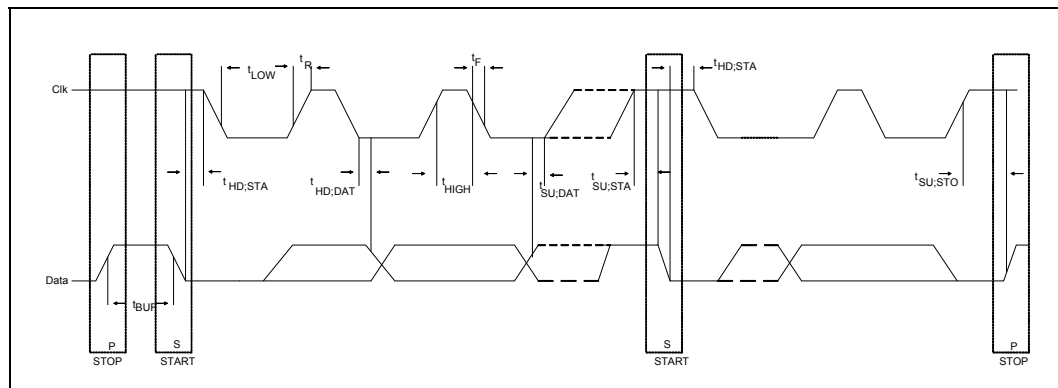 tLOW
tR
tF
tHD;STA
Clk
tHD;STA
tHD;DAT
tHIGH
tSU;DAT
tSU;STA
tSU;STO
Data
tBUF
P
STOP
S
START
S
START
P
STOP